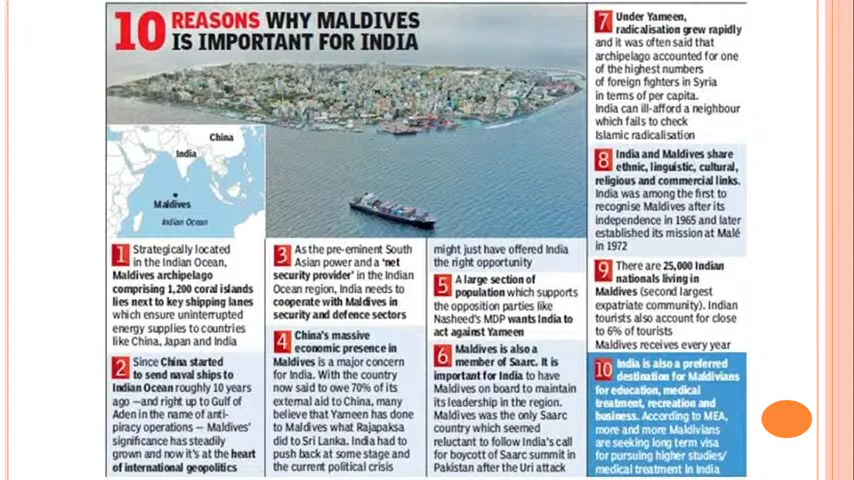 10 REASONS WHY MALDIVES
IS IMPORTANT FOR INDIA
China
India
Maldives
Indian Ocean
1 Strategically located
in the Indian Ocean,
Maldives archipelago
comprising 1,200 coral islands
lies next to key shipping lanes
which ensure uninterrupted
energy supplies to countries
like China, Japan and India
2 Since China started
to send naval ships to
Indian Ocean roughly 10 years
ago —and right up to Gulf of
Aden in the name of anti-
piracy operations — Maldives'
significance has steadily
grown and now it's at the heart
of international geopolitics
3 As the pre-eminent South
Asian power and a 'net
security provider' in the Indian
Ocean region, India needs to
cooperate with Maldives in
security and defence sectors
4 China's massive
economic presence in
Maldives is a major concern
for India. With the country
now said to owe 70% of its
external aid to China, many
believe that Yameen has done
to Maldives what Rajapaksa
did to Sri Lanka. India had to
push back at some stage and
the current political crisis
might just have offered India
the right opportunity
5 A large section of
population which supports
the opposition parties like
Nasheed's MDP wants India to
act against Yameen
6 Maldives is also a
member of Saarc. It is
important for India to have
Maldives on board to maintain
its leadership in the region.
Maldives was the only Saarc
country which seemed
reluctant to follow India's call
for boycott of Saarc summit in
Pakistan after the Uri attack
7 Under Yameen,
radicalisation grew rapidly
and it was often said that
archipelago accounted for one
of the highest numbers
of foreign fighters in Syria
in terms of per capita.
India can ill-afford a neighbour
which fails to check
Islamic radicalisation
8 India and Maldives share
ethnic, linguistic, cultural,
religious and commercial links.
India was among the first to
recognise Maldives after its
independence in 1965 and later
established its mission at Malé
in 1972
9 There are 25,000 Indian
nationals living in
Maldives (second largest
expatriate community). Indian
tourists also account for close
to 6% of tourists
Maldives receives every year
10 India is also a preferred
destination for Maldivians
for education, medical
treatment, recreation and
business. According to MEA,
more and more Maldivians
are seeking long term visa
for pursuing higher studies/
medical treatment in India